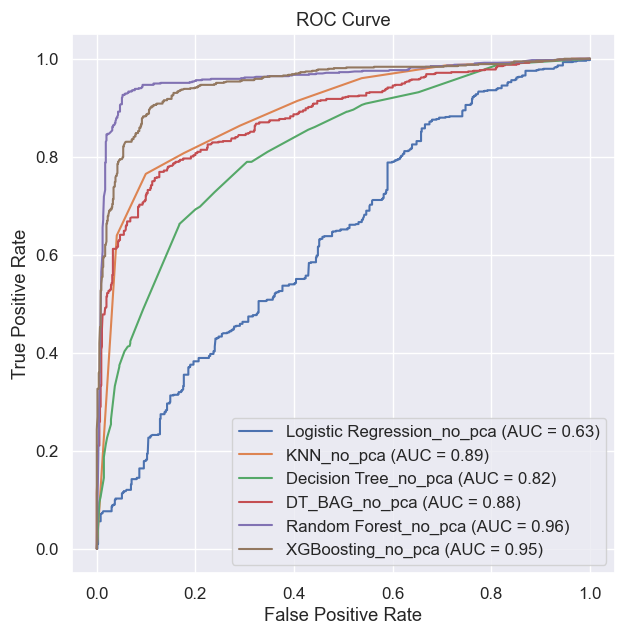 ROC Curve
1.0
0.8
0.6
0.4
0.2
0.0
True Positive Rate
Logistic Regression_no_pca (AUC = 0.63)
KNN_no_pca (AUC = 0.89)
Decision Tree_no_pca (AUC = 0.82)
DT_BAG_no_pca (AUC = 0.88)
Random Forest_no_pca (AUC = 0.96)
XGBoosting_no_pca (AUC = 0.95)
0.0 0.2 0.4 0.6 0.8 1.0
False Positive Rate